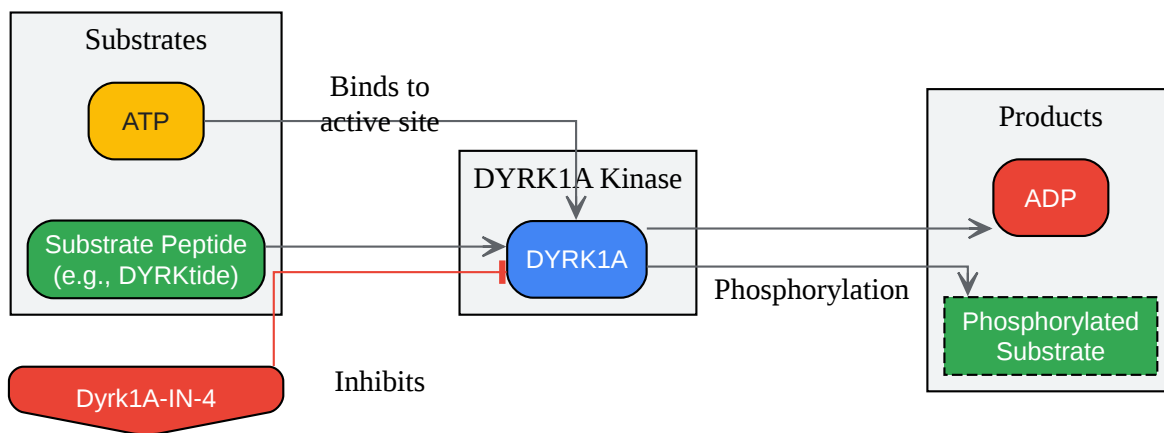 Substrates
ATP
Binds to
active site
Substrate Peptide
(e.g., DYRKtide)
DYRK1A Kinase
DYRK1A
Products
ADP
Phosphorylation
Phosphorylated
Substrate
Dyrk1A-IN-4
Inhibits